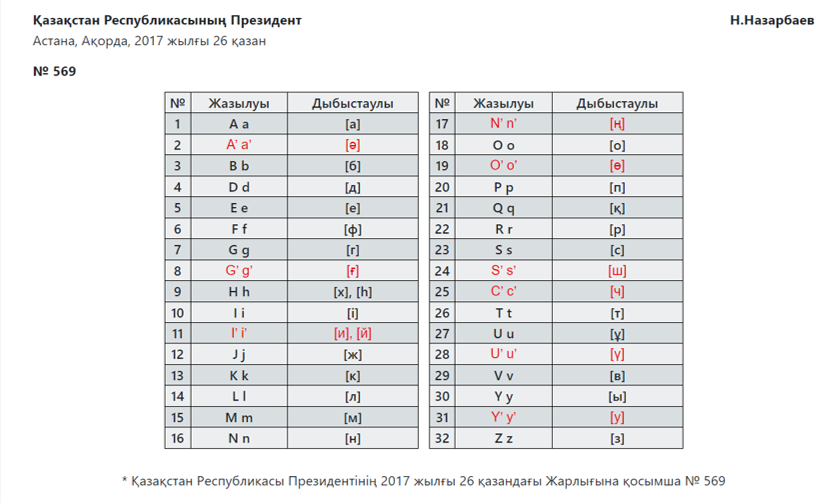 Қазақстан Республикасының Президент Н.Назарбаев
Астана, Ақорда, 2017 жылғы 26 қазан
№ 569
№ Жазылуы Дыбыстаулы № Жазылуы Дыбыстаулы
1 A a [а] 17 N’ n’ [ң]
2 A’ a’ [ә] 18 O o [о]
3 B b [б] 19 O’ o’ [ө]
4 D d [д] 20 P p [п]
5 E e [е] 21 Q q [қ]
6 F f [ф] 22 R r [р]
7 G g [г] 23 S s [с]
8 G’ g’ [ғ] 24 S’ s’ [ш]
9 H h [х], [һ] 25 C’ c’ [ч]
10 I i [і] 26 T t [т]
11 I’ i’ [и], [й] 27 U u [ұ]
12 J j [ж] 28 U’ u’ [ү]
13 K k [к] 29 V v [в]
14 L l [л] 30 Y y [ы]
15 M m [м] 31 Y’ y’ [у]
16 N n [н] 32 Z z [з]
* Қазақстан Республикасы Президентінің 2017 жылғы 26 қазандағы Жарлығына қосымша № 569